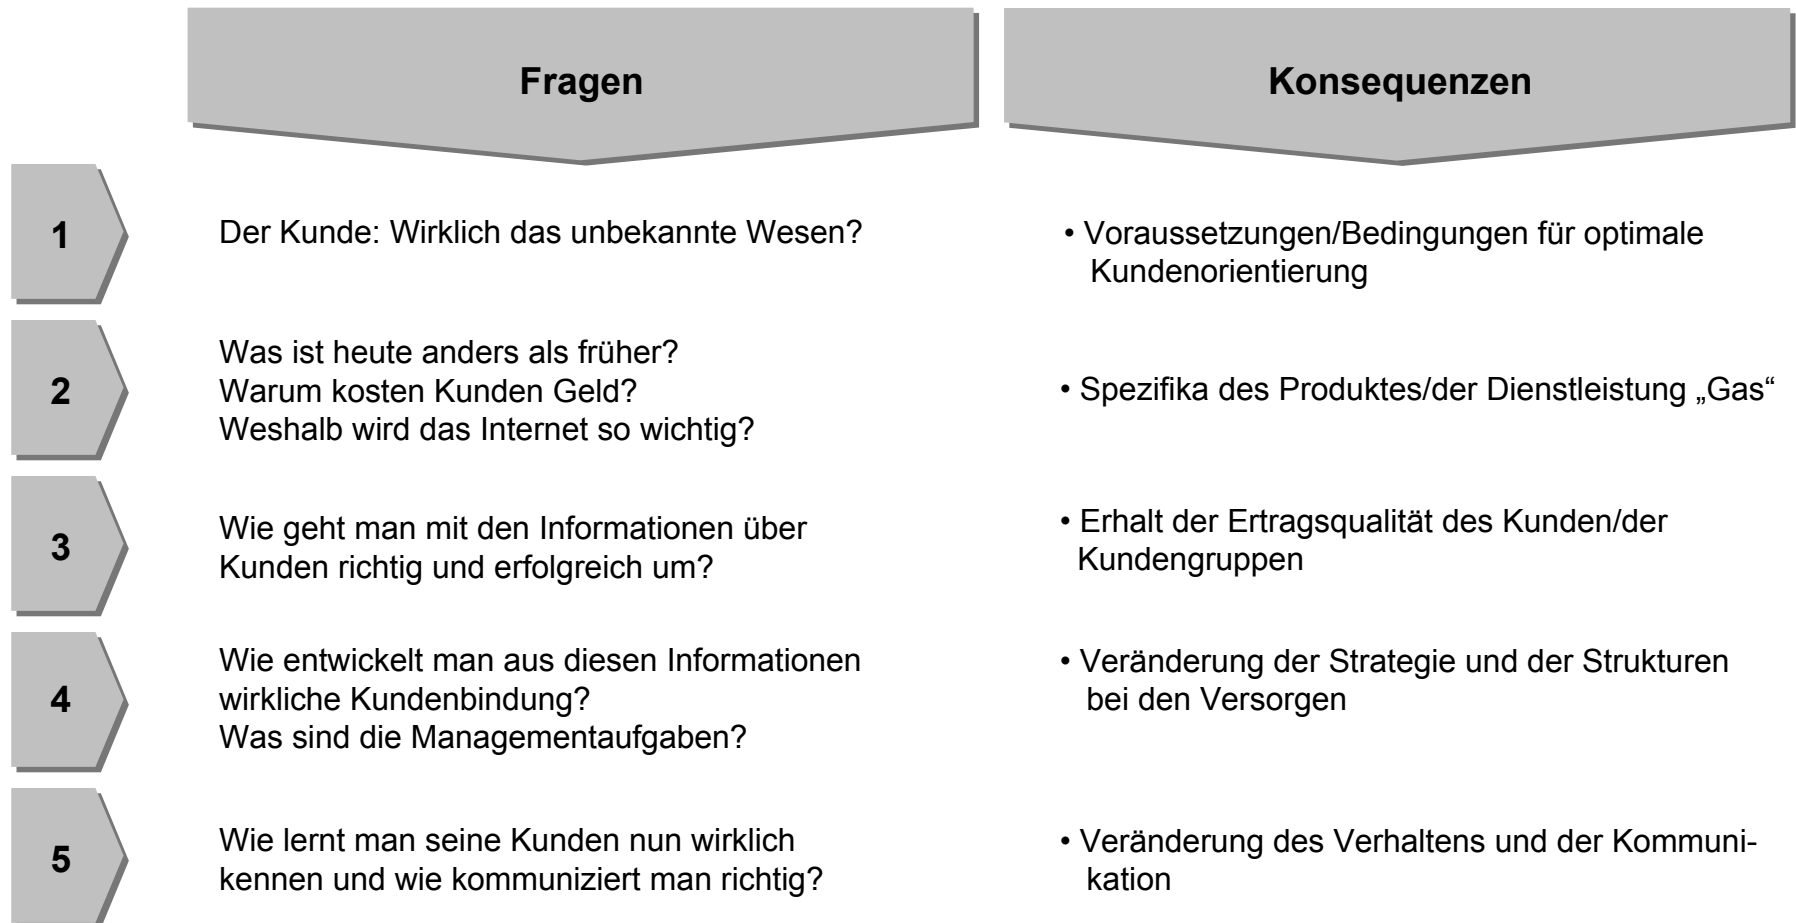 Fragen
Konsequenzen
1
Der Kunde: Wirklich das unbekannte Wesen?
• Voraussetzungen/Bedingungen für optimale
Kundenorientierung
2
Was ist heute anders als früher?
Warum kosten Kunden Geld?
Weshalb wird das Internet so wichtig?
• Spezifika des Produktes/der Dienstleistung „Gas“
3
Wie geht man mit den Informationen über
Kunden richtig und erfolgreich um?
• Erhalt der Ertragsqualität des Kunden/der
Kundengruppen
4
Wie entwickelt man aus diesen Informationen
wirkliche Kundenbindung?
Was sind die Managementaufgaben?
• Veränderung der Strategie und der Strukturen
bei den Versorgen
5
Wie lernt man seine Kunden nun wirklich
kennen und wie kommuniziert man richtig?
• Veränderung des Verhaltens und der Kommuni-
kation